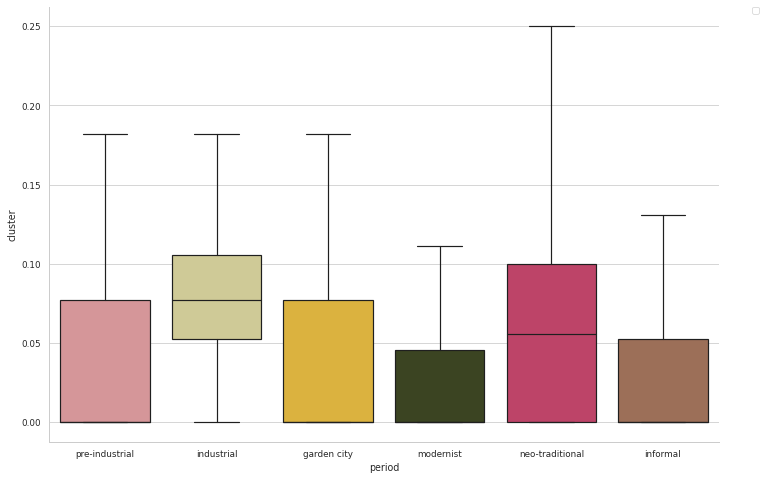 0.25
0.20
0.15
0.10
0.05
0.00
cluster
pre-industrial industrial garden city modernist neo-traditional informal
period